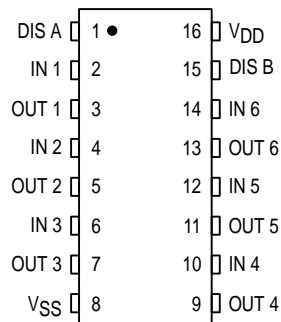 DIS A 1 16 VDD
IN 1 2 15 DIS B
OUT 1 3 14 IN 6
IN 2 4 13 OUT 6
OUT 2 5 12 IN 5
IN 3 6 11 OUT 5
OUT 3 7 10 IN 4
VSS 8 9 OUT 4